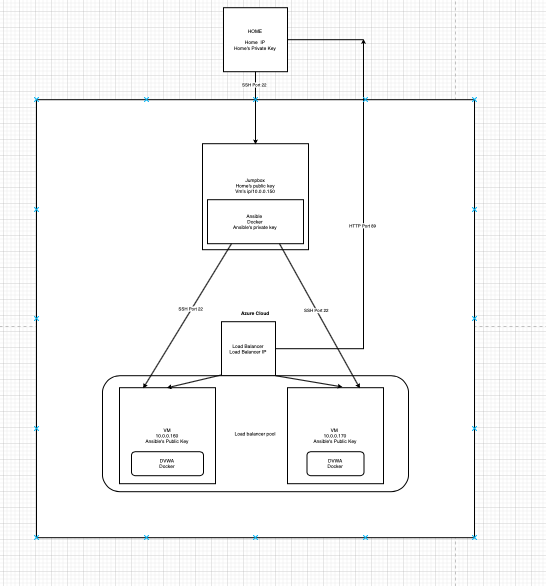 HOME
Home IP
Home's Private Key
SSH Port 22
Jumpbox
Home's public key
Vm's ip/10.0.0.150
Ansible
Docker
Ansible's private key
HTTP Port 69
SSH Port 22
SSH Port 22
Azure Cloud
Load Balancer
Load Balancer IP
VM
10.0.0.160
Ansible's Public Key
Load balancer pool
VM
10.0.0.170
Ansible's Public Key
DVWA
Docker
DVWA
Docker